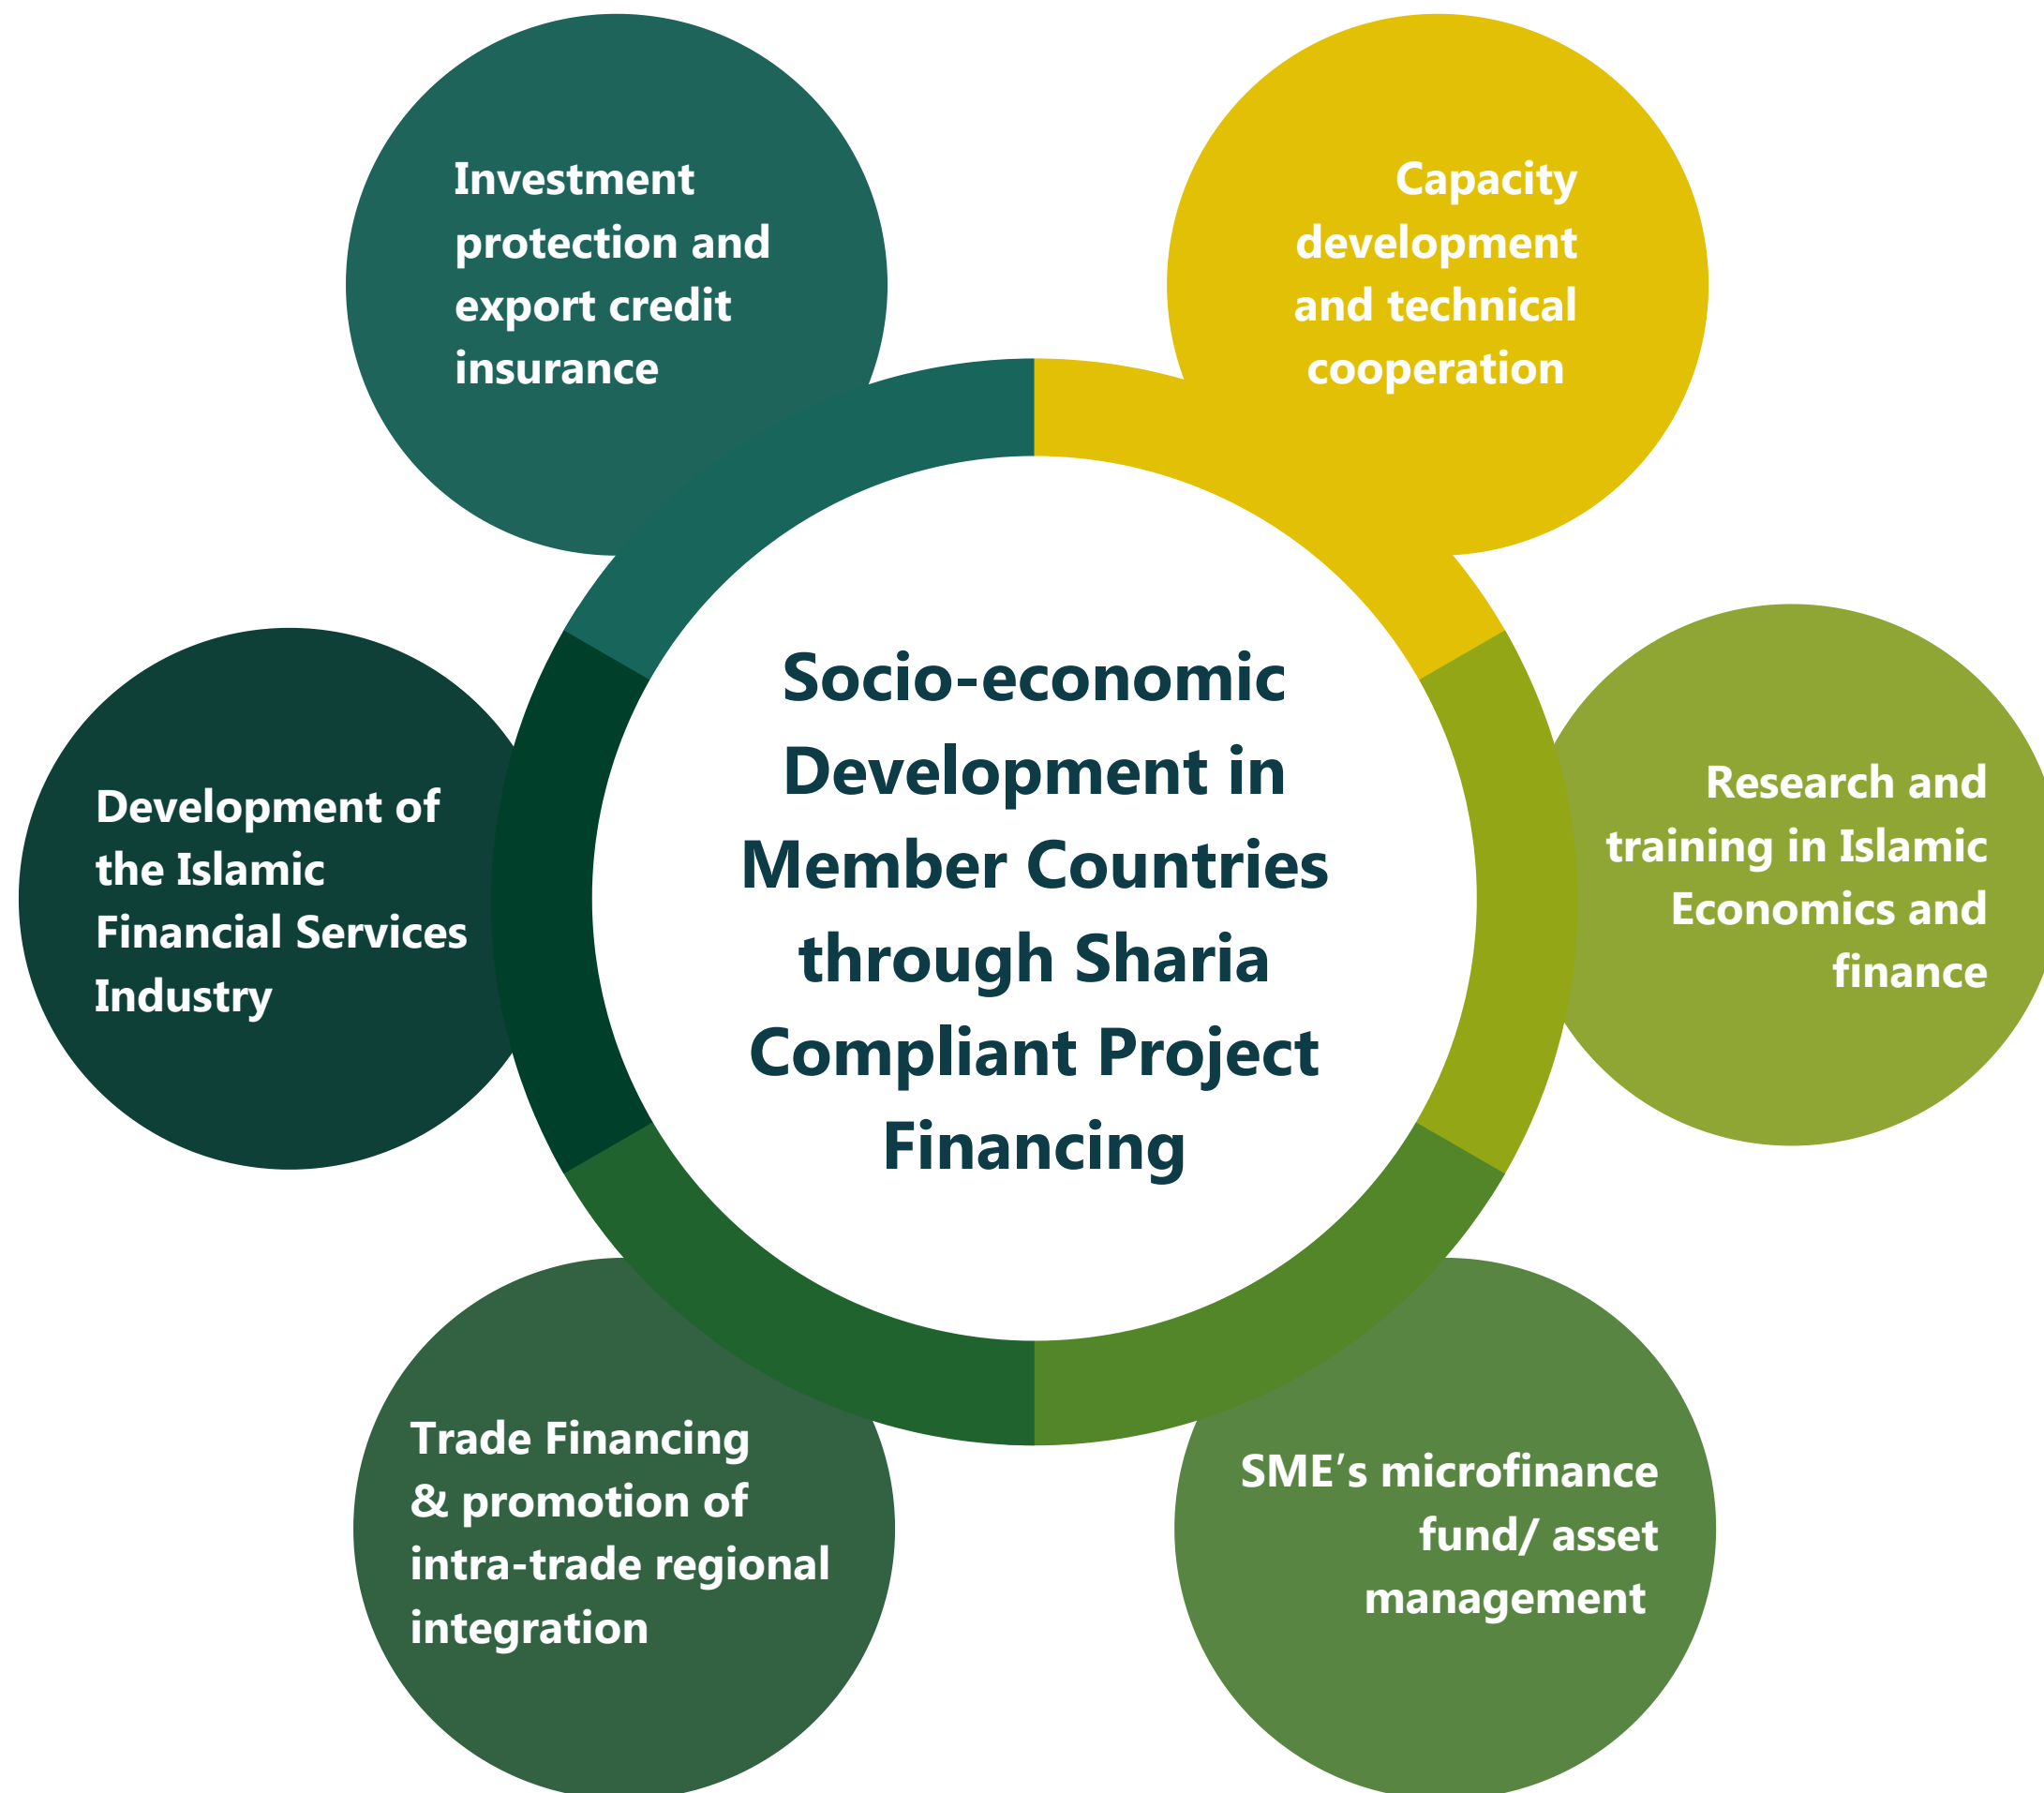 Investment
protection and
export credit
insurance
Capacity
development
and technical
cooperation
Socio-economic
Development in
Member Countries
through Sharia
Compliant Project
Financing
Development of
the Islamic
Financial Services
Industry
Research and
training in Islamic
Economics and
finance
Trade Financing
& promotion of
intra-trade regional
integration
SME’s microfinance
fund/ asset
management